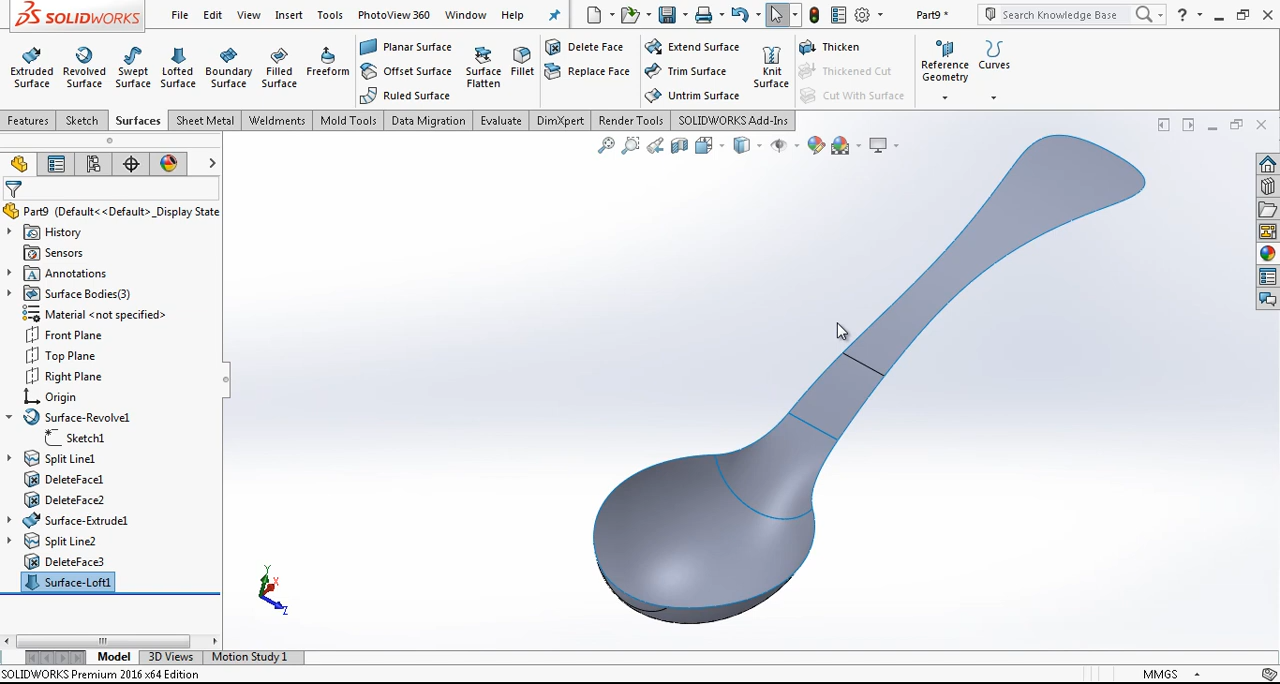 SOLIDWORKS File Edit View Insert Tools PhotoView 360 Window Help Part9 * Search Knowledge Base ?
Extruded Surface
Revolved Surface
Swept Surface
Lofted Surface
Boundary Surface
Filled Surface
Freeform
Planar Surface
Offset Surface
Ruled Surface
Surface Flatten
Fillet
Delete Face
Replace Face
Extend Surface
Trim Surface
Untrim Surface
Knit Surface
Thicken
Thickened Cut
Cut With Surface
Reference Geometry
Curves
Features Sketch Surfaces Sheet Metal Weldments Mold Tools Data Migration Evaluate DimXpert Render Tools SOLIDWORKS Add-Ins
Part9 (Default<<Default>_Display State
History
Sensors
Annotations
Surface Bodies(3)
Material <not specified>
Front Plane
Top Plane
Right Plane
Origin
Surface-Revolve1
Sketch1
Split Line1
DeleteFace1
DeleteFace2
Surface-Extrude1
Split Line2
DeleteFace3
Surface-Loft1
Y
X
Z
Model 3D Views Motion Study 1
SOLIDWORKS Premium 2016 x64 Edition MMGS